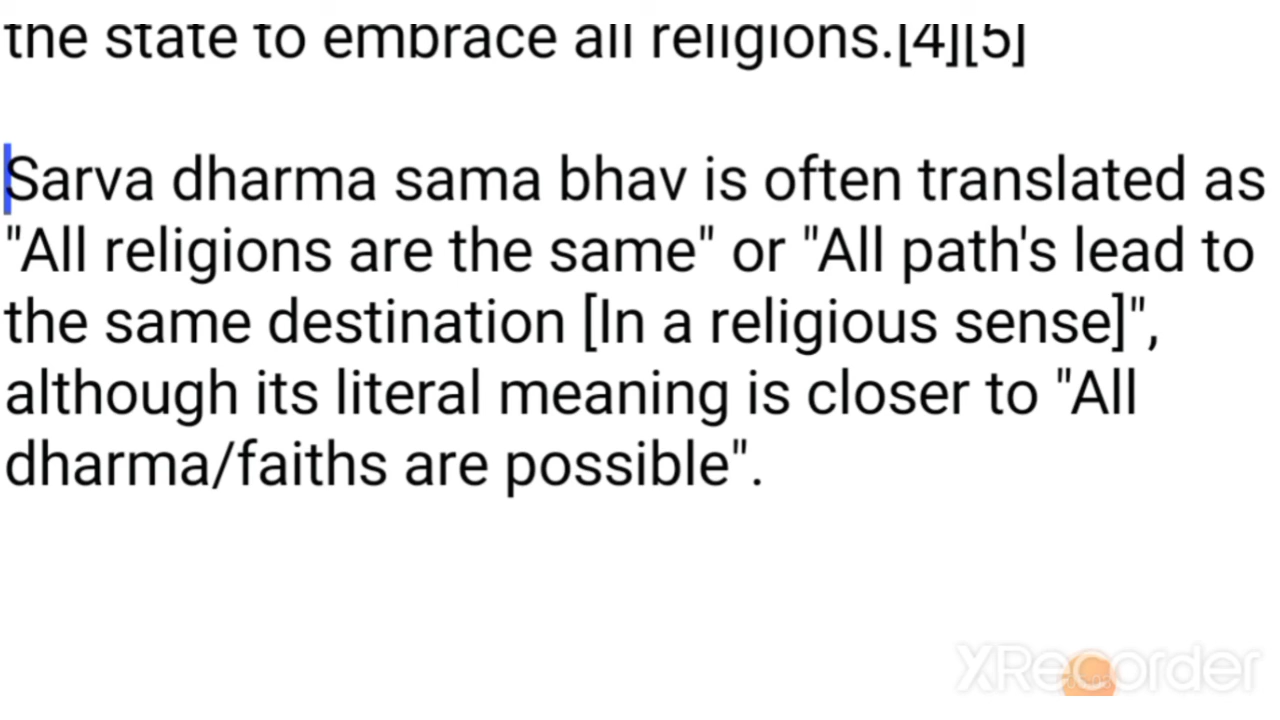 the state to embrace all religions.[4][5]
Sarva dharma sama bhav is often translated as
"All religions are the same" or "All path's lead to
the same destination [In a religious sense]",
although its literal meaning is closer to "All
dharma/faiths are possible".
XRecorder